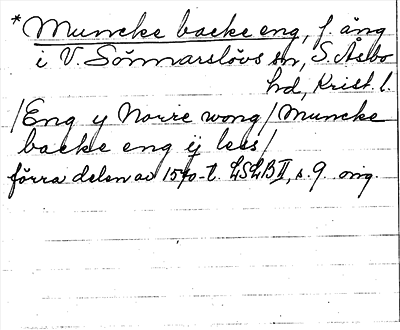 *Muncke backe eng, f. äng
i V. Sönnarslövs sn, S. Åsbo
hd, Krist. l.
/Eng y Norre wong/Muncke
backe eng ij less/
förra delen av 1570-t. LSLB II, s. 9. orig.